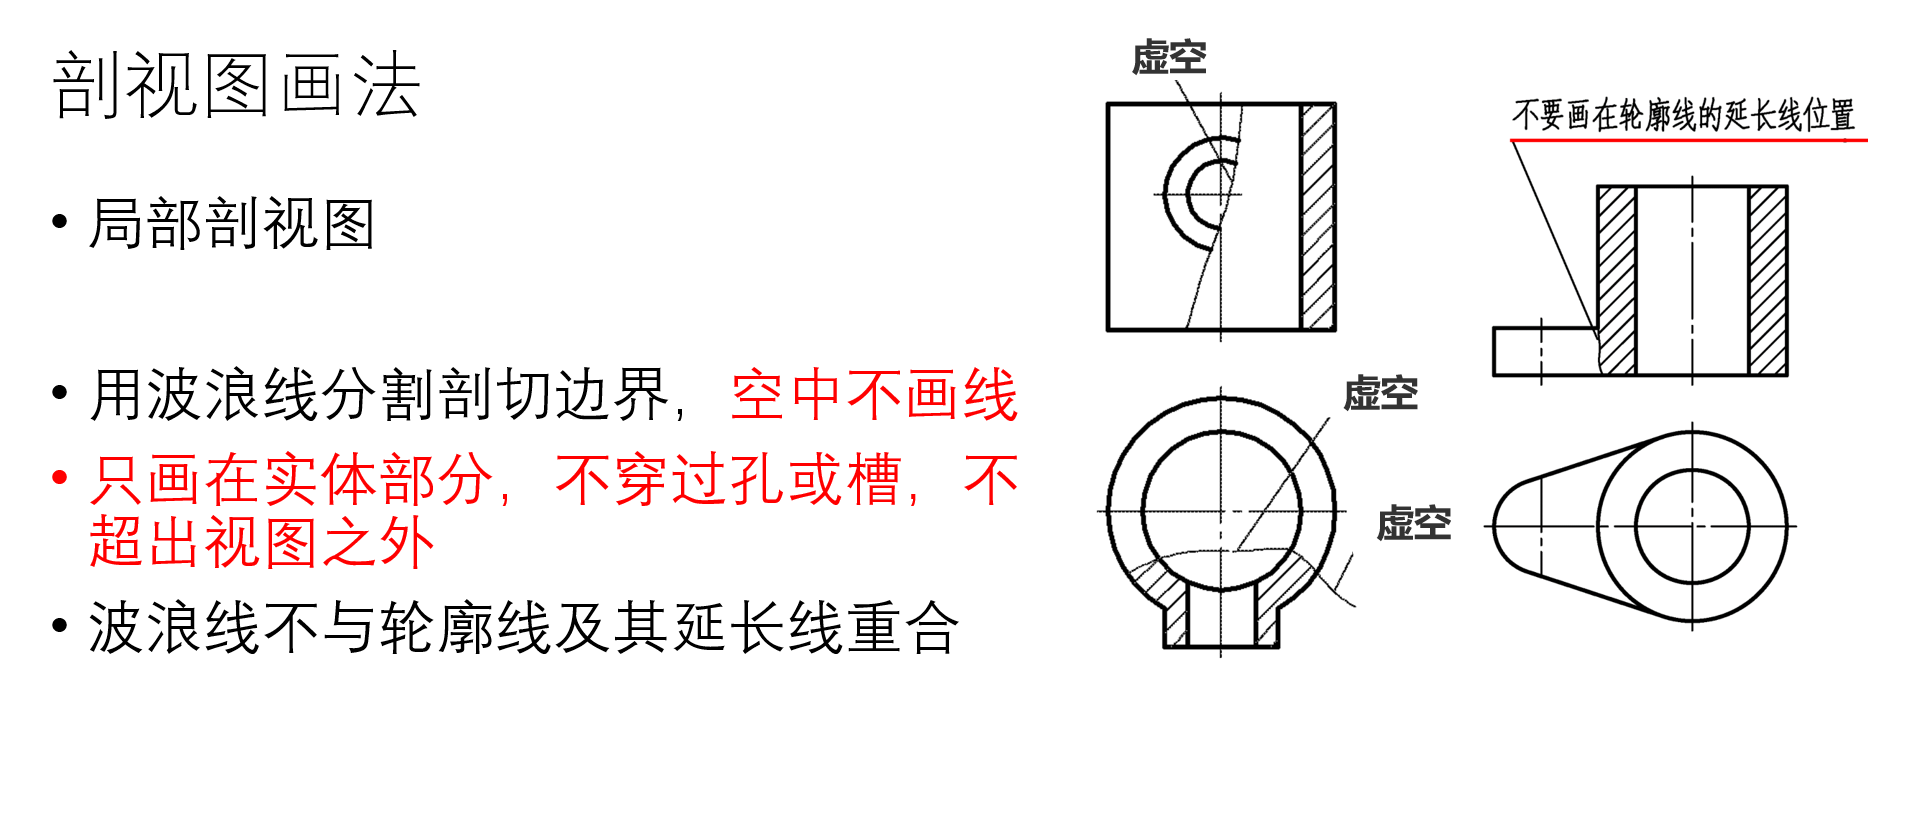 剖视图画法
• 局部剖视图
• 用波浪线分割剖切边界，空中不画线
• 只画在实体部分，不穿过孔或槽，不
超出视图之外
• 波浪线不与轮廓线及其延长线重合
虚空
不要画在轮廓线的延长线位置
虚空
虚空